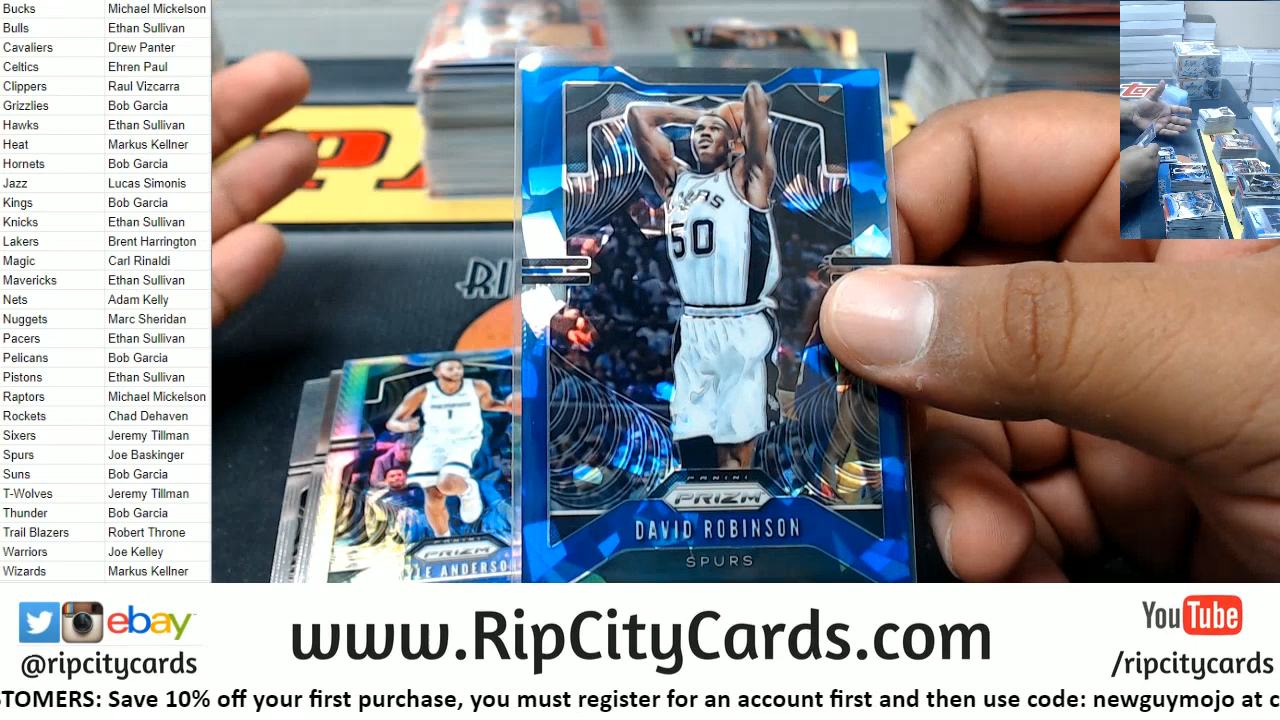 Bucks Michael Mickelson
Bulls Ethan Sullivan
Cavaliers Drew Panter
Celtics Ehren Paul
Clippers Raul Vizcarra
Grizzlies Bob Garcia
Hawks Ethan Sullivan
Heat Markus Kellner
Hornets Bob Garcia
Jazz Lucas Simonis
Kings Bob Garcia
Knicks Ethan Sullivan
Lakers Brent Harrington
Magic Carl Rinaldi
Mavericks Ethan Sullivan
Nets Adam Kelly
Nuggets Marc Sheridan
Pacers Ethan Sullivan
Pelicans Bob Garcia
Pistons Ethan Sullivan
Raptors Michael Mickelson
Rockets Chad Dehaven
Sixers Jeremy Tillman
Spurs Joe Baskinger
Suns Bob Garcia
T-Wolves Jeremy Tillman
Thunder Bob Garcia
Trail Blazers Robert Throne
Warriors Joe Kelley
Wizards Markus Kellner
RI
50
PANINI
PRIZM
DAVID ROBINSON
SPURS
1
PANINI
PRIZM
LE ANDERSO
ebay
@ripcitycards
www.RipCityCards.com
YouTube
/ripcitycards
STOMERS: Save 10% off your first purchase, you must register for an account first and then use code: newguymojo at c